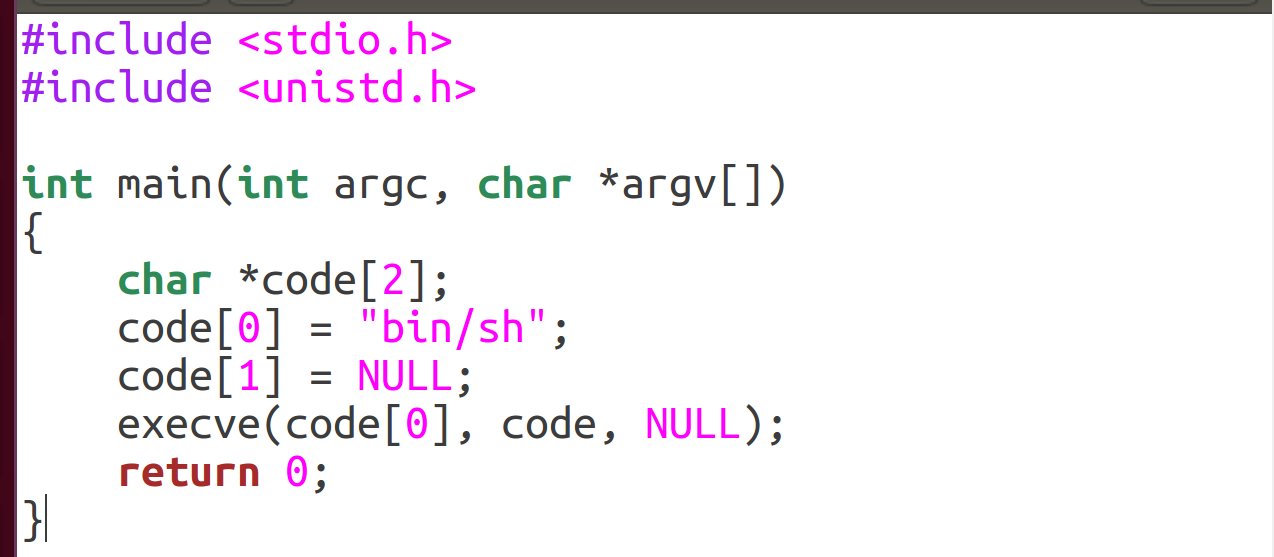 #include <stdio.h>
#include <unistd.h>

int main(int argc, char *argv[])
{
    char *code[2];
    code[0] = "bin/sh";
    code[1] = NULL;
    execve(code[0], code, NULL);
    return 0;
}